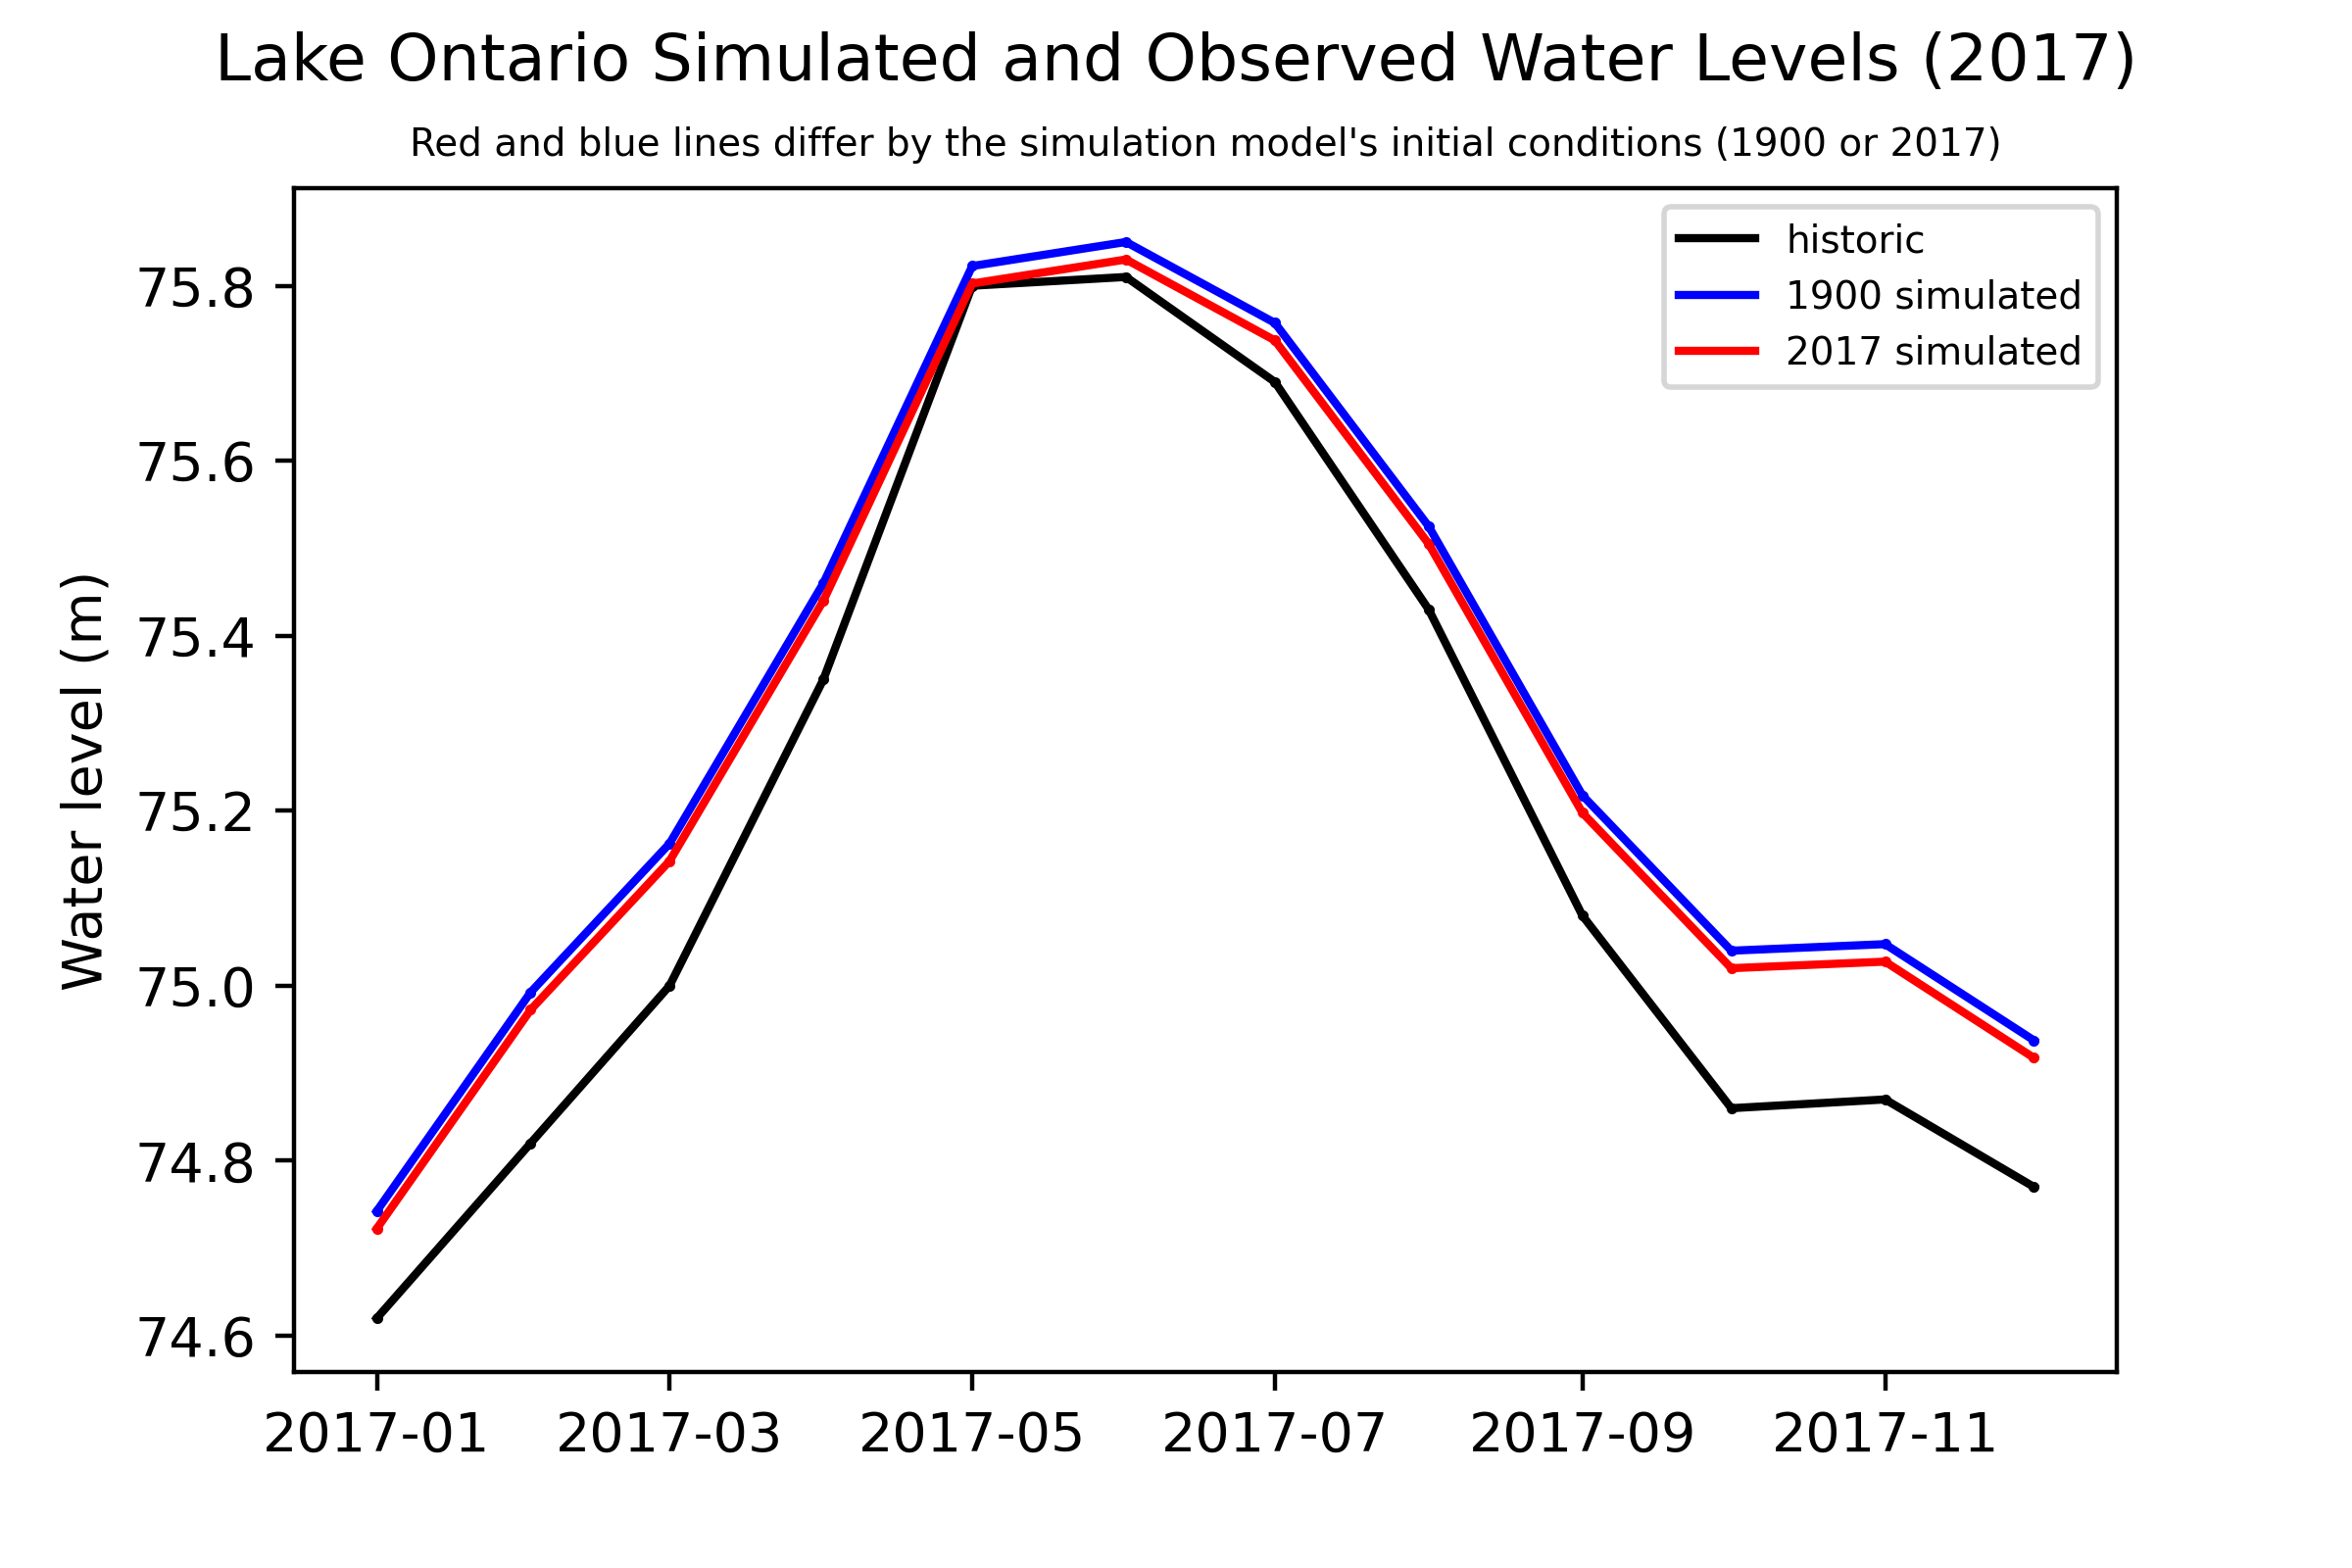 Lake Ontario Simulated and Observed Water Levels (2017)
Red and blue lines differ by the simulation model's initial conditions (1900 or 2017)
historic
1900 simulated
2017 simulated
Water level (m)
75.8
75.6
75.4
75.2
75.0
74.8
74.6
2017-01 2017-03 2017-05 2017-07 2017-09 2017-11